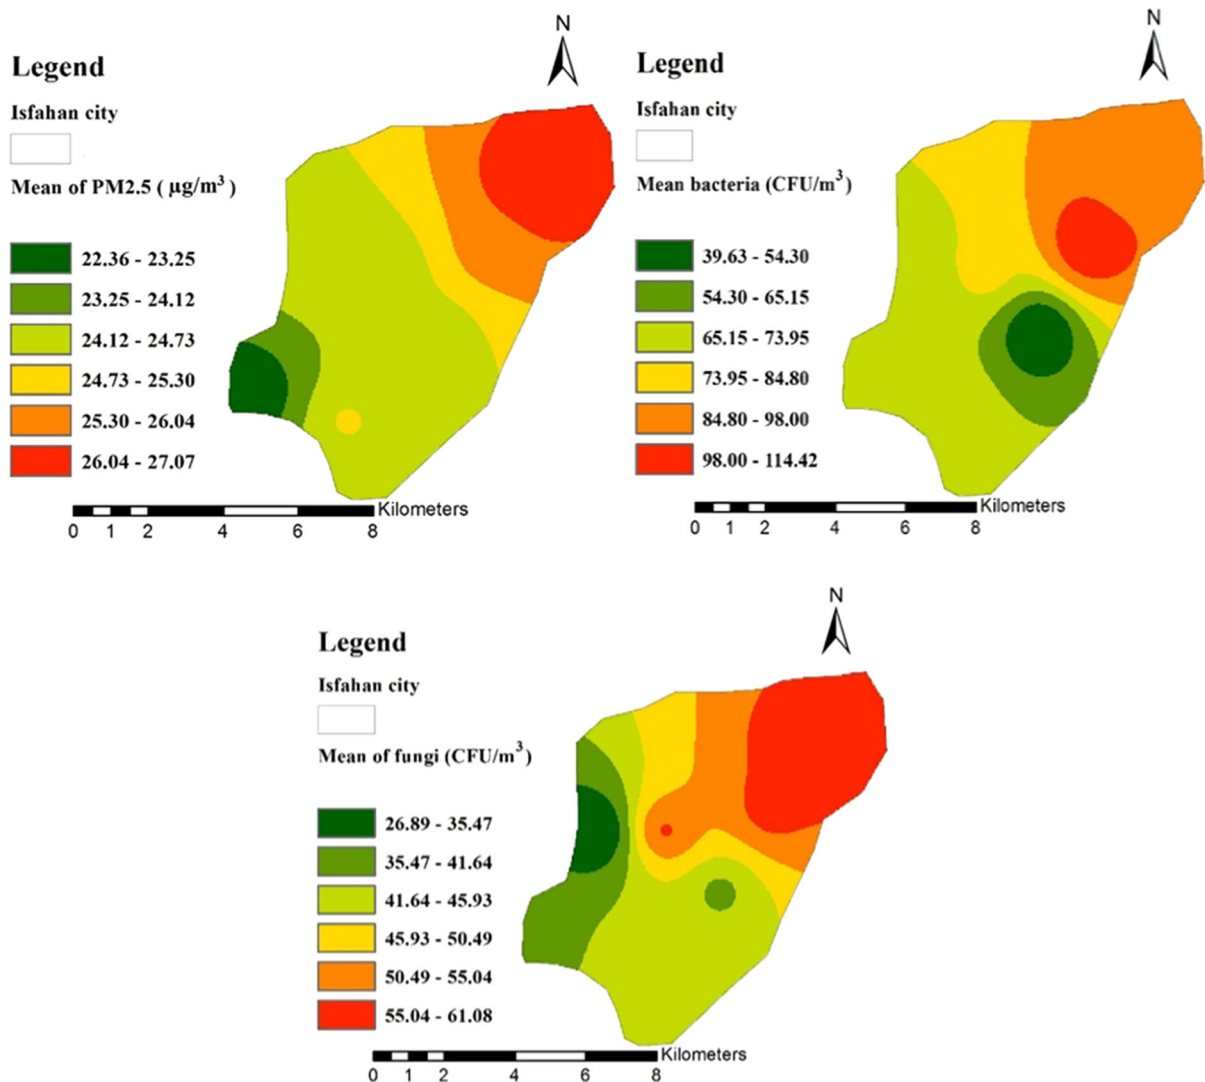 N
Legend
Isfahan city
Mean of PM2.5 ( µg/m³ )
22.36 - 23.25
23.25 - 24.12
24.12 - 24.73
24.73 - 25.30
25.30 - 26.04
26.04 - 27.07
Kilometers
0 1 2 4 6 8
N
Legend
Isfahan city
Mean bacteria (CFU/m³)
39.63 - 54.30
54.30 - 65.15
65.15 - 73.95
73.95 - 84.80
84.80 - 98.00
98.00 - 114.42
Kilometers
0 1 2 4 6 8
N
Legend
Isfahan city
Mean of fungi (CFU/m³)
26.89 - 35.47
35.47 - 41.64
41.64 - 45.93
45.93 - 50.49
50.49 - 55.04
55.04 - 61.08
Kilometers
0 1 2 4 6 8